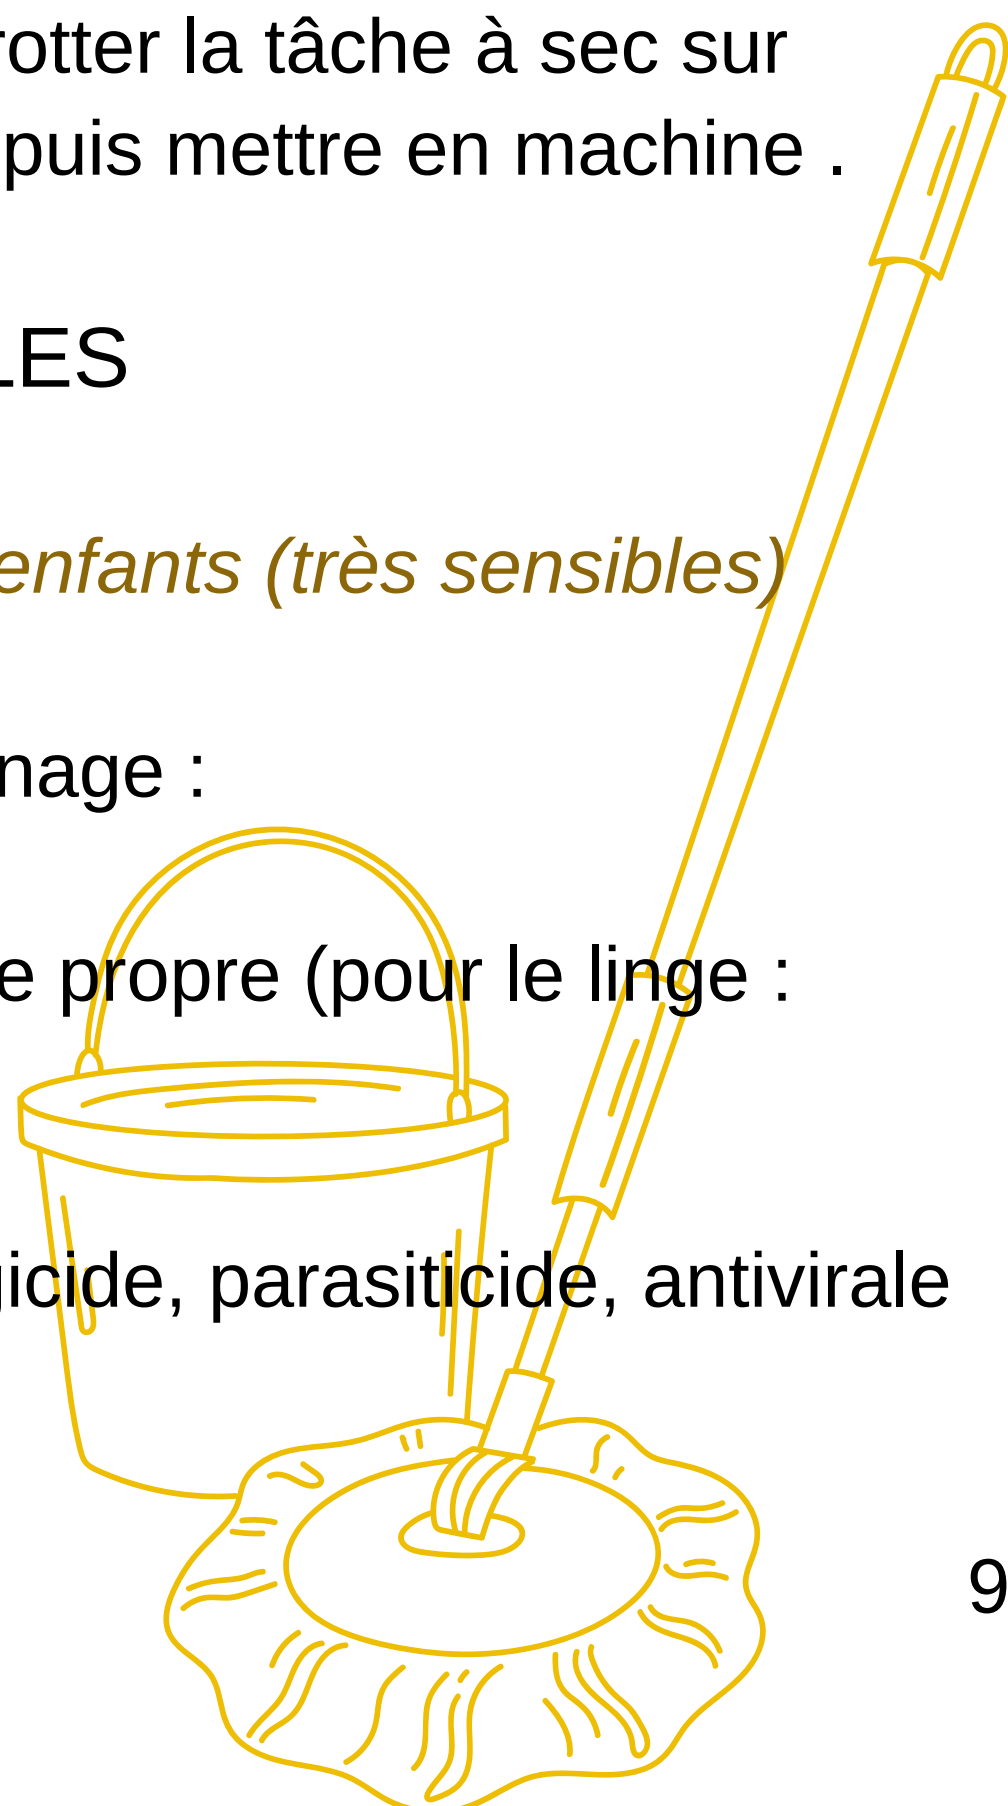 rotter la tâche à sec sur
puis mettre en machine .
LES
enfants (très sensibles)
nage :
e propre (pour le linge :
gicide, parasiticide, antivirale
9